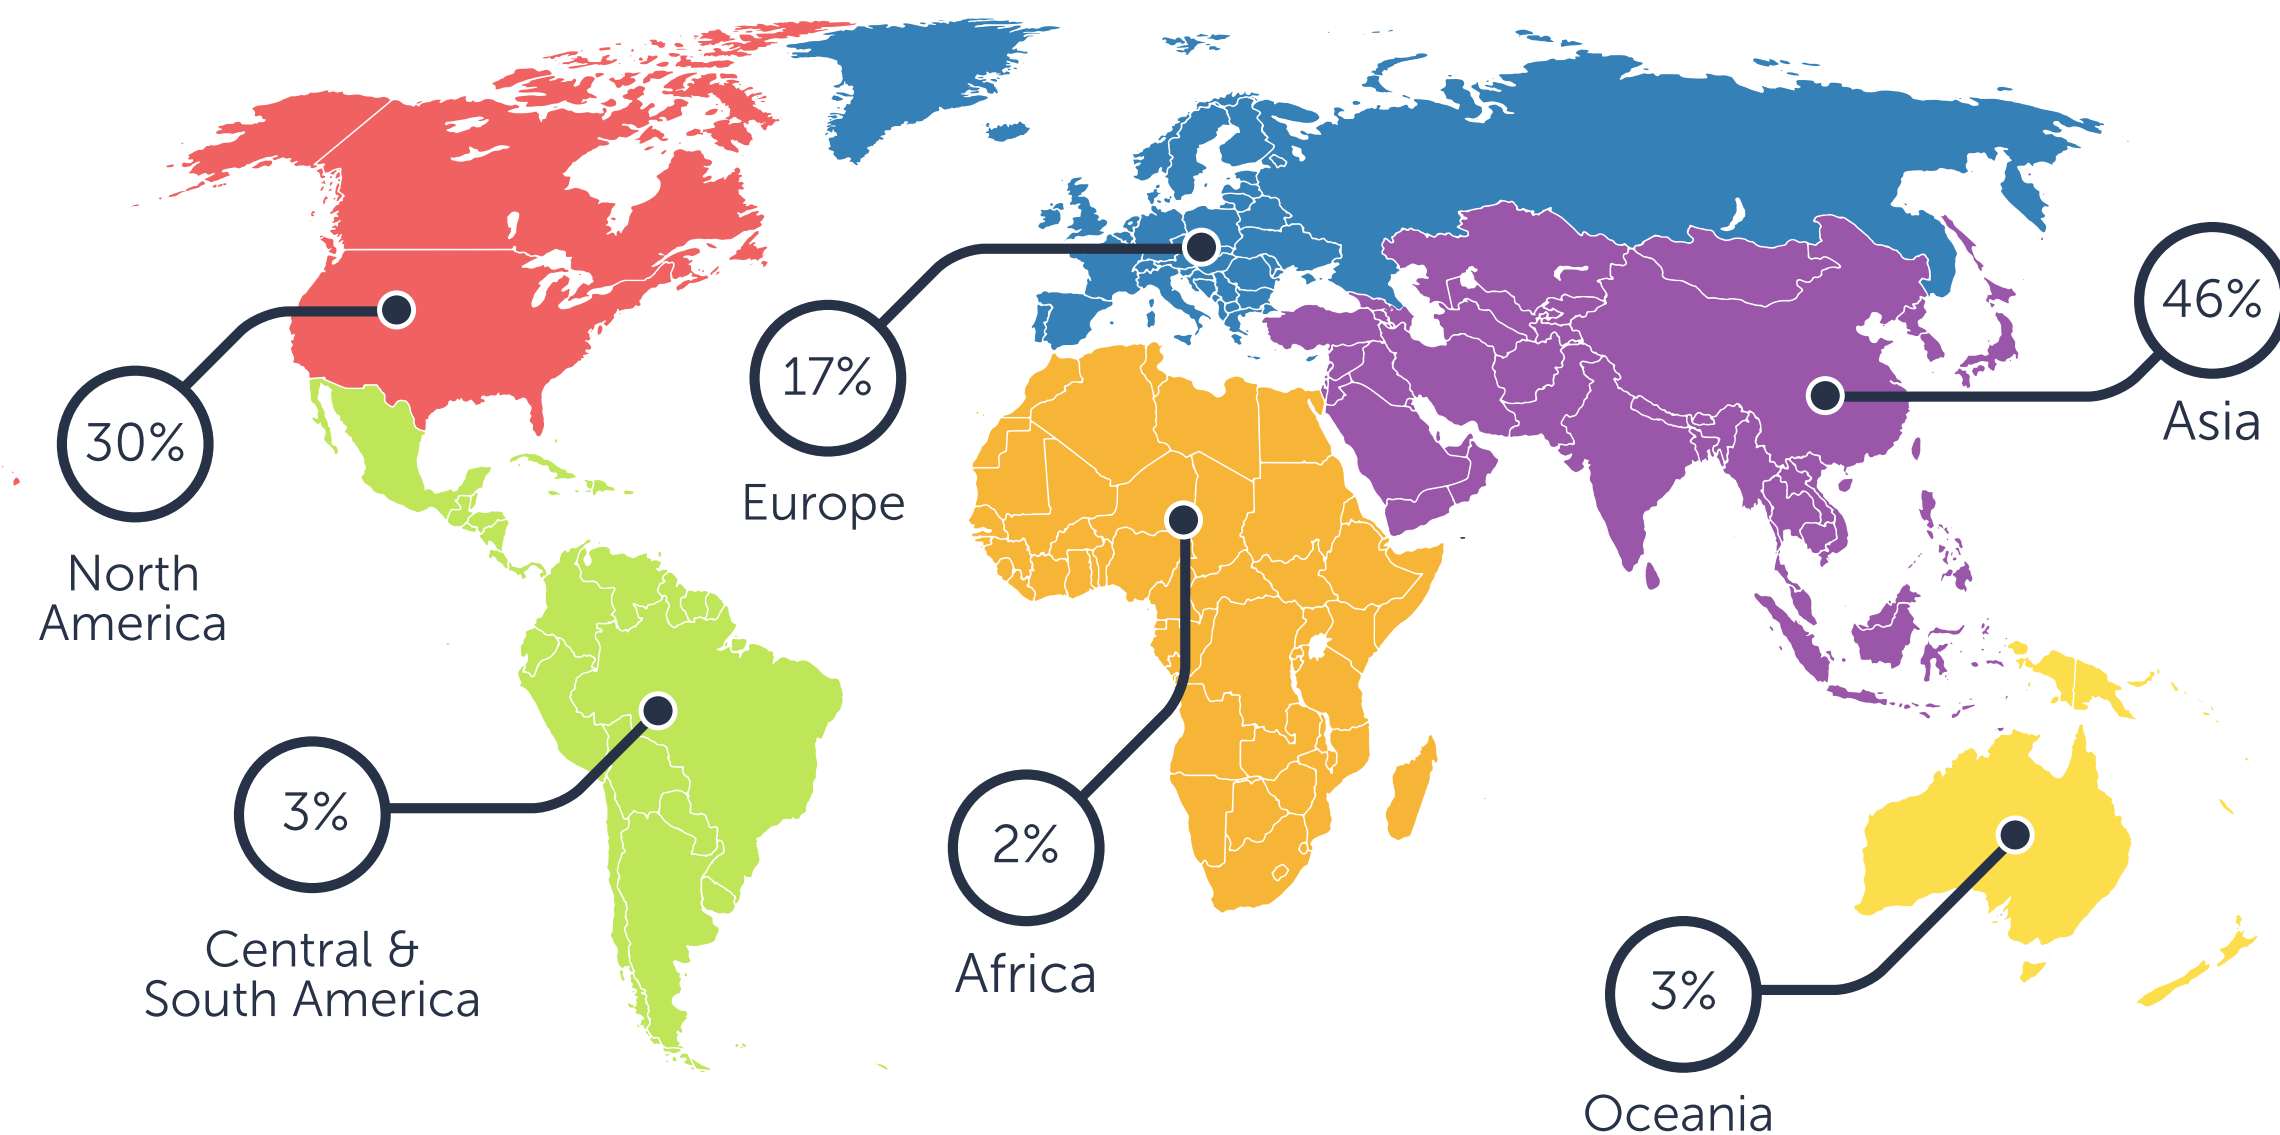 30%
North
America
17%
Europe
46%
Asia
3%
Central &
South America
2%
Africa
3%
Oceania